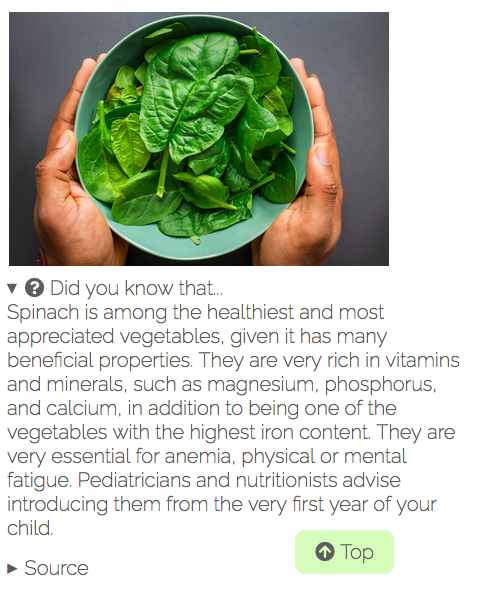 Did you know that...
Spinach is among the healthiest and most
appreciated vegetables, given it has many
beneficial properties. They are very rich in vitamins
and minerals, such as magnesium, phosphorus,
and calcium, in addition to being one of the
vegetables with the highest iron content. They are
very essential for anemia, physical or mental
fatigue. Pediatricians and nutritionists advise
introducing them from the very first year of your
child.
Top
Source